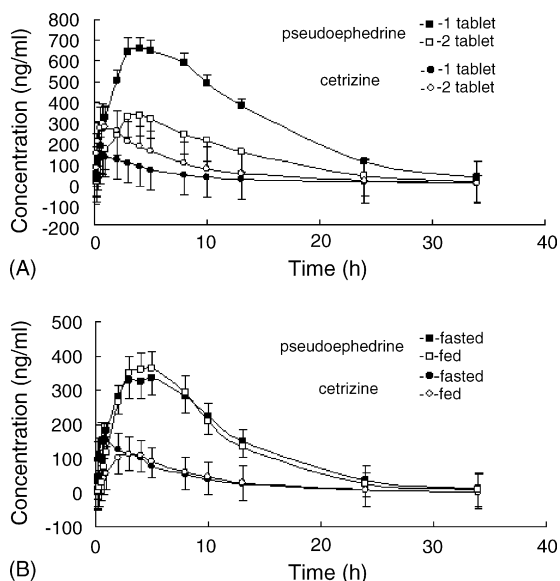 800
700
600
500
400
300
200
100
0
-100
-200
Concentration (ng/ml)
pseudoephedrine
-1 tablet
-2 tablet
cetrizine
-1 tablet
-2 tablet
0
10
20
30
40
Time (h)
(A)
500
400
300
200
100
0
-100
Concentration (ng/ml)
pseudoephedrine
-fasted
-fed
cetrizine
-fasted
-fed
0
10
20
30
40
Time (h)
(B)